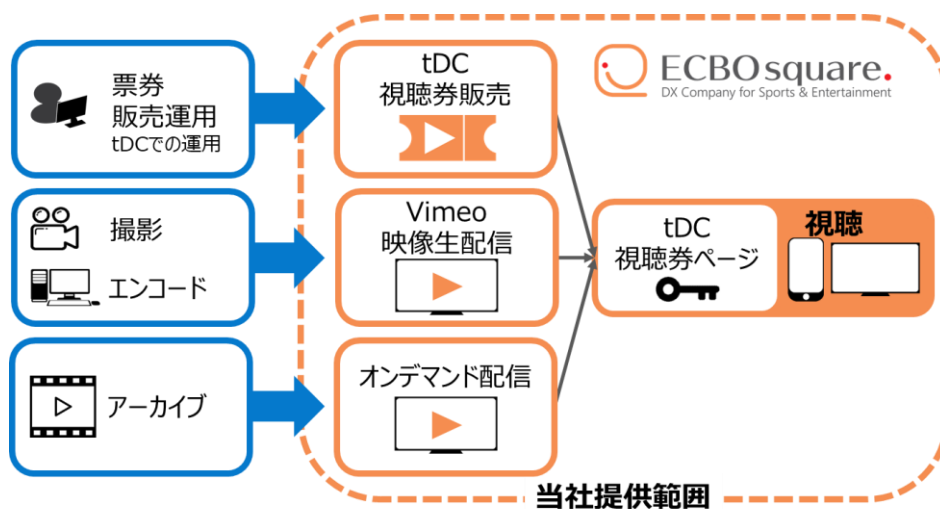 票券
販売運用
tDCでの運用
撮影
エンコード
アーカイブ
tDC
視聴券販売
Vimeo
映像生配信
オンデマンド配信
ECBOsquare.
DX Company for Sports & Entertainment
tDC
視聴券ページ
視聴
当社提供範囲